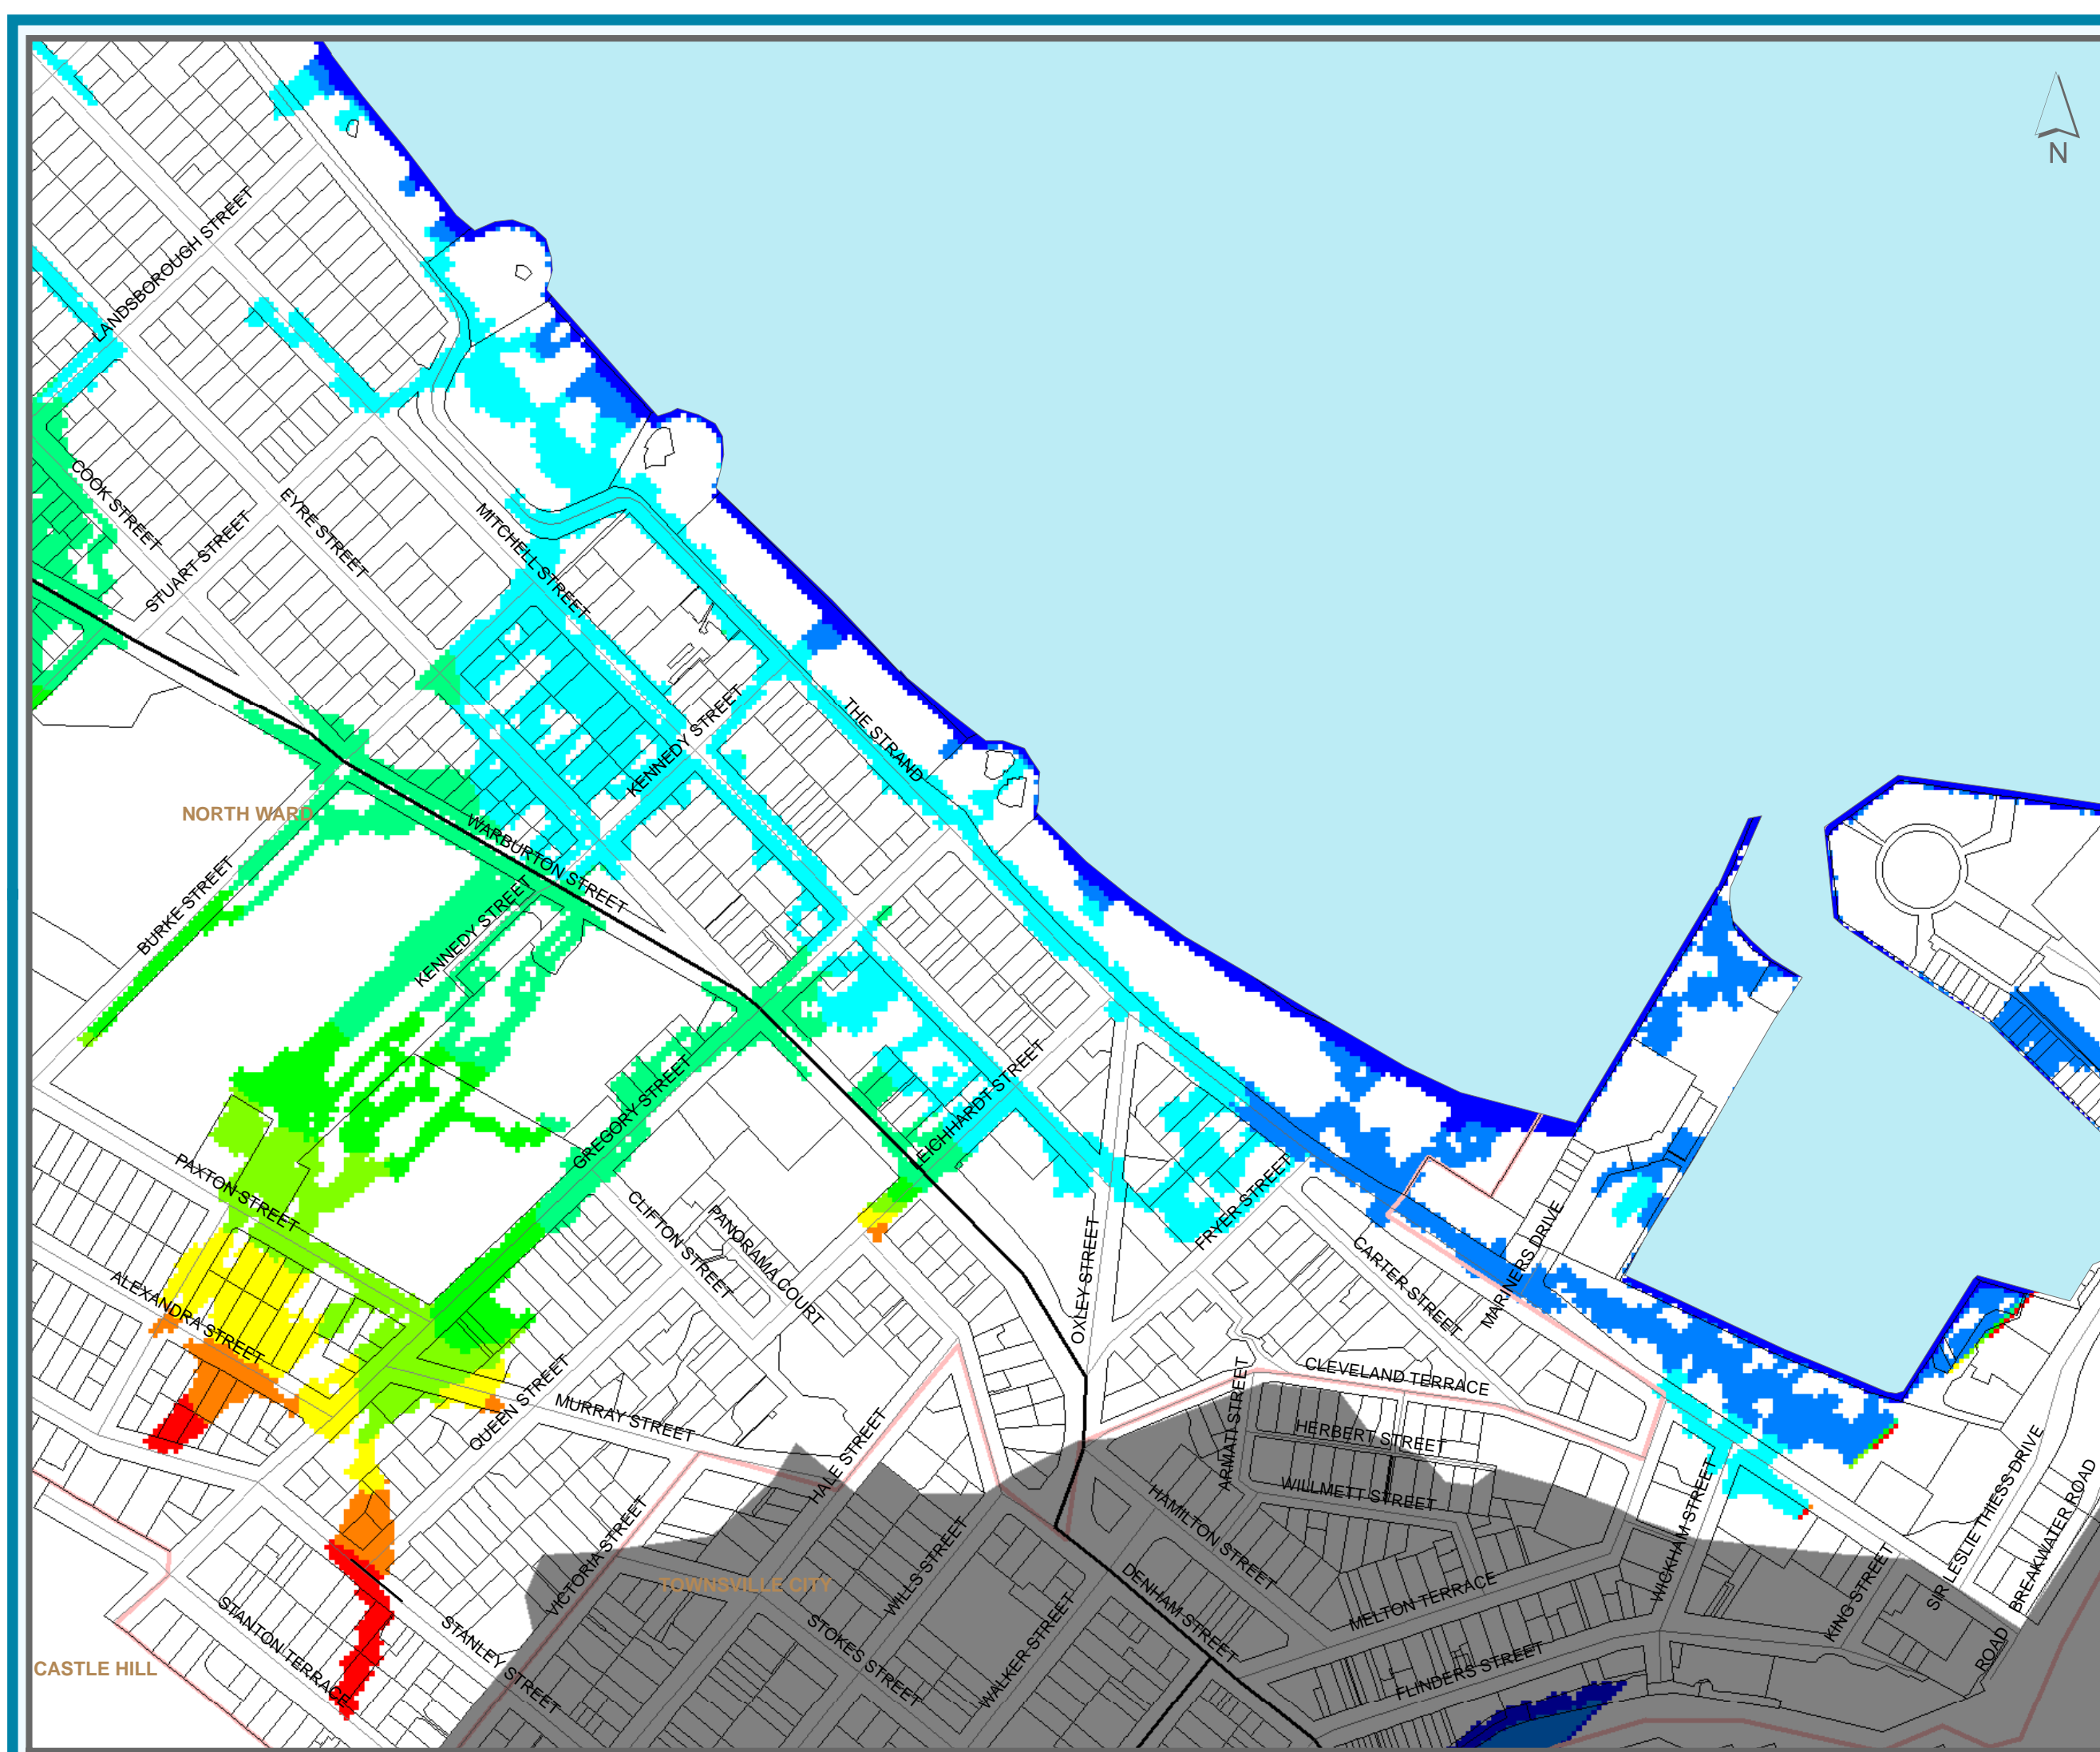 N
LANDSBOROUGH STREET
COOK STREET
STUART STREET
EYRE STREET
MITCHELL STREET
KENNEDY STREET
THE STRAND
NORTH WARD
WARBURTON STREET
BURKE STREET
KENNEDY STREET
GREGORY STREET
LEICHHARDT STREET
PAXTON STREET
CLIFTON STREET
PANORAMA COURT
FRYER STREET
OXLEY STREET
CARTER STREET
MARINERS DRIVE
ALEXANDRA STREET
QUEEN STREET
MURRAY STREET
HALE STREET
ARMATI STREET
CLEVELAND TERRACE
HERBERT STREET
WILLMETT STREET
HAMILTON STREET
WICKHAM STREET
SIR LESLIE THIESS DRIVE
BREAKWATER ROAD
VICTORIA STREET
TOWNSVILLE CITY
WILLS STREET
DENHAM STREET
MELTON TERRACE
KING STREET
STANTON TERRACE
STANLEY STREET
STOKES STREET
WALKER STREET
FLINDERS STREET
ROAD
CASTLE HILL